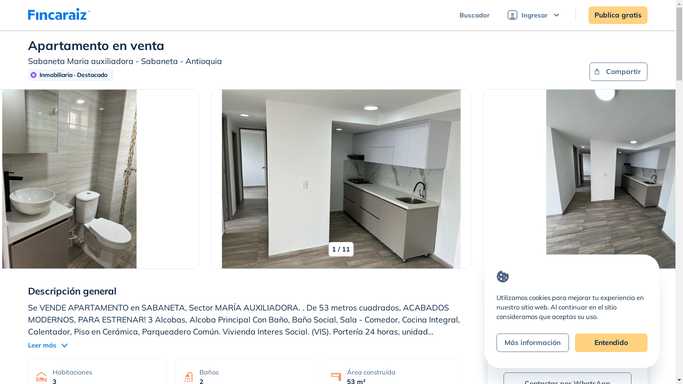 Fincaraiz
Buscador
Ingresar
Publica gratis
Apartamento en venta
Sabaneta Maria auxiliadora - Sabaneta - Antioquia
Inmobiliaria · Destacado
Compartir
1 / 11
Descripción general
Se VENDE APARTAMENTO en SABANETA, Sector MARÍA AUXILIADORA. . De 53 metros cuadrados, ACABADOS
MODERNOS, PARA ESTRENAR! 3 Alcobas, Alcoba Principal Con Baño, Baño Social, Sala - Comedor, Cocina Integral,
Calentador, Piso en Cerámica, Parqueadero Común. Vivienda Interes Social. (VIS). Portería 24 horas, unidad...
Leer más
Habitaciones
3
Baños
2
Área construida
53 m²
Utilizamos cookies para mejorar tu experiencia en
nuestro sitio web. Al continuar en el sitio
consideramos que aceptas su uso.
Más información
Entendido
Contactar por WhatsApp